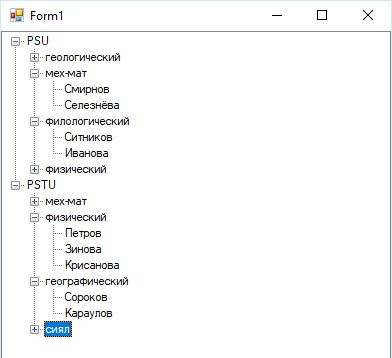 Form1
PSU
геологический
мех-мат
Смирнов
Селезнёва
филологический
Ситников
Иванова
физический
PSTU
мех-мат
физический
Петров
Зинова
Крисанова
географический
Сороков
Караулов
сиял